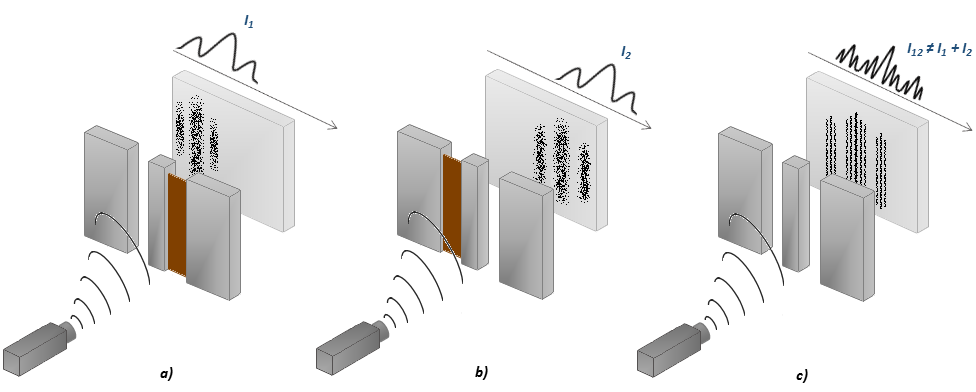 I1
I2
I12 ≠ I1 + I2
a)
b)
c)